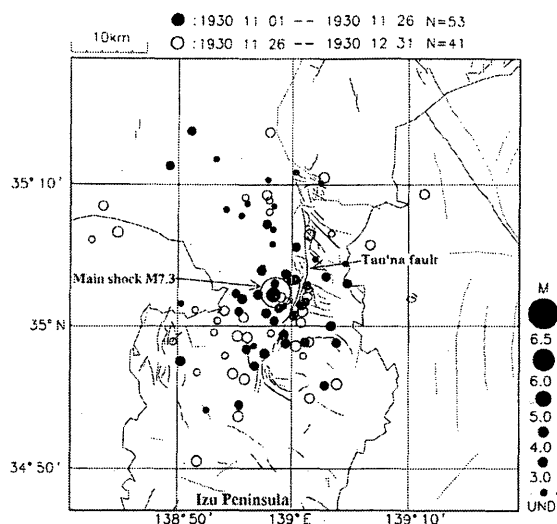 ● :1930 11 01 -- 1930 11 26 N=53
○ :1930 11 26 -- 1930 12 31 N=41
10km
35°10'
Tan'na fault
Main shock M7.3
35°N
34°50'
Izu Peninsula
138°50'
139°E
139°10'
M
6.5
6.0
5.0
4.0
3.0
UND